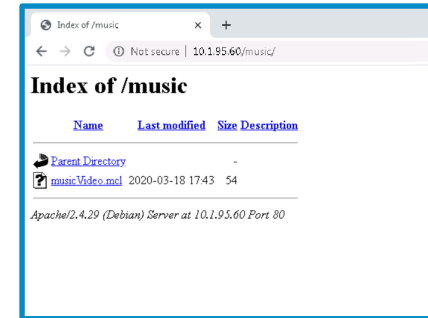 Index of /music
Not secure | 10.1.95.60/music/
Index of /music
Name Last modified Size Description
Parent Directory -
musicVideo.mcl 2020-03-18 17:43 54
Apache/2.4.29 (Debian) Server at 10.1.95.60 Port 80